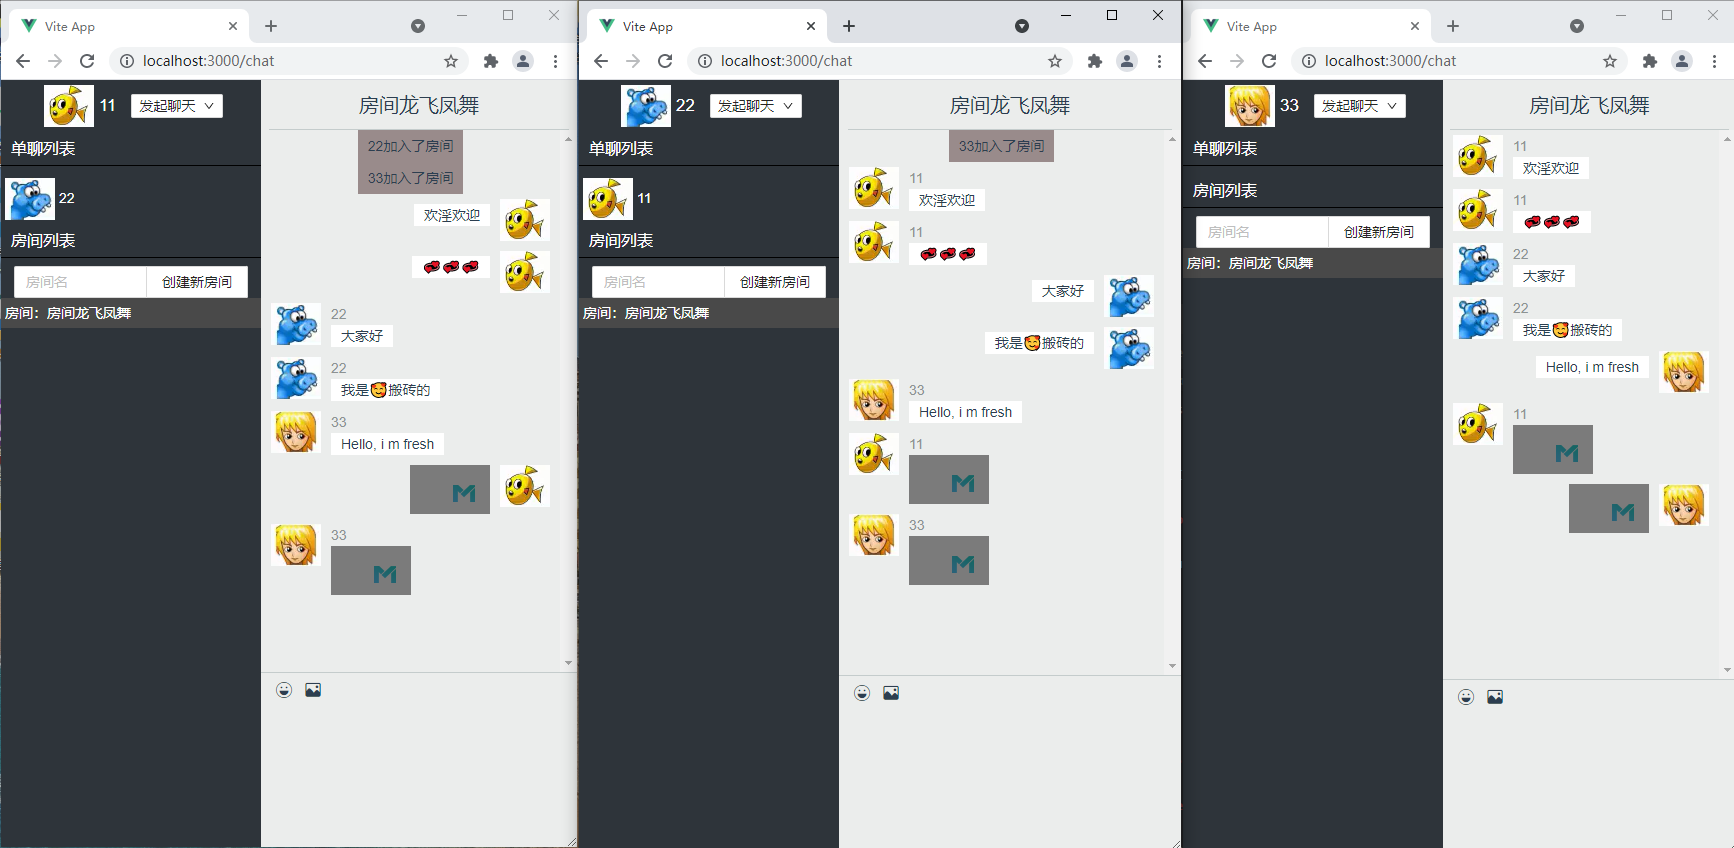 Vite App
localhost:3000/chat
11
发起聊天
单聊列表
22
房间列表
房间名
创建新房间
房间：房间龙飞凤舞
房间龙飞凤舞
22加入了房间
33加入了房间
欢淫欢迎
22
大家好
22
我是🥰搬砖的
33
Hello, i m fresh
33
Vite App
localhost:3000/chat
22
发起聊天
单聊列表
11
房间列表
房间名
创建新房间
房间：房间龙飞凤舞
房间龙飞凤舞
33加入了房间
11
欢淫欢迎
11
大家好
我是🥰搬砖的
33
Hello, i m fresh
11
33
Vite App
localhost:3000/chat
33
发起聊天
单聊列表
房间列表
房间名
创建新房间
房间：房间龙飞凤舞
房间龙飞凤舞
11
欢淫欢迎
11
22
大家好
22
我是🥰搬砖的
Hello, i m fresh
11